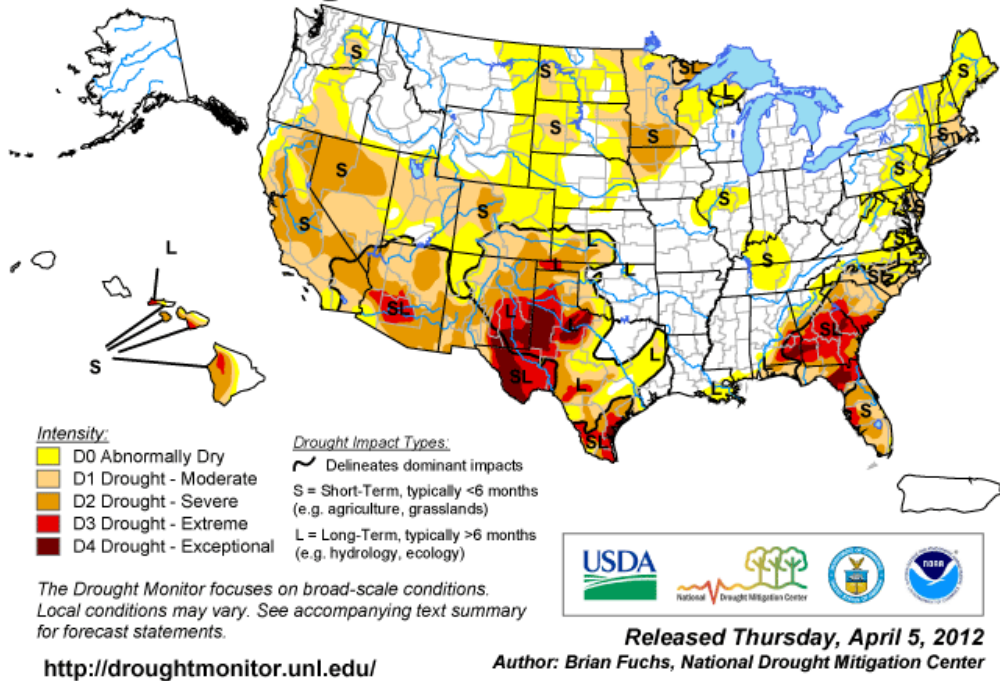 S
S
S
S
S
L
S
S
S
S
S
S
S
S
S
S
L
SL
L
L
L
L
SL
SL
L
L
L
SL
L
L
SL
L
S
SL
S
Intensity:
D0 Abnormally Dry
D1 Drought - Moderate
D2 Drought - Severe
D3 Drought - Extreme
D4 Drought - Exceptional
Drought Impact Types:
Delineates dominant impacts
S = Short-Term, typically <6 months
(e.g. agriculture, grasslands)
L = Long-Term, typically >6 months
(e.g. hydrology, ecology)
The Drought Monitor focuses on broad-scale conditions.
Local conditions may vary. See accompanying text summary
for forecast statements.
http://droughtmonitor.unl.edu/
USDA
National Drought Mitigation Center
NOAA
Released Thursday, April 5, 2012
Author: Brian Fuchs, National Drought Mitigation Center